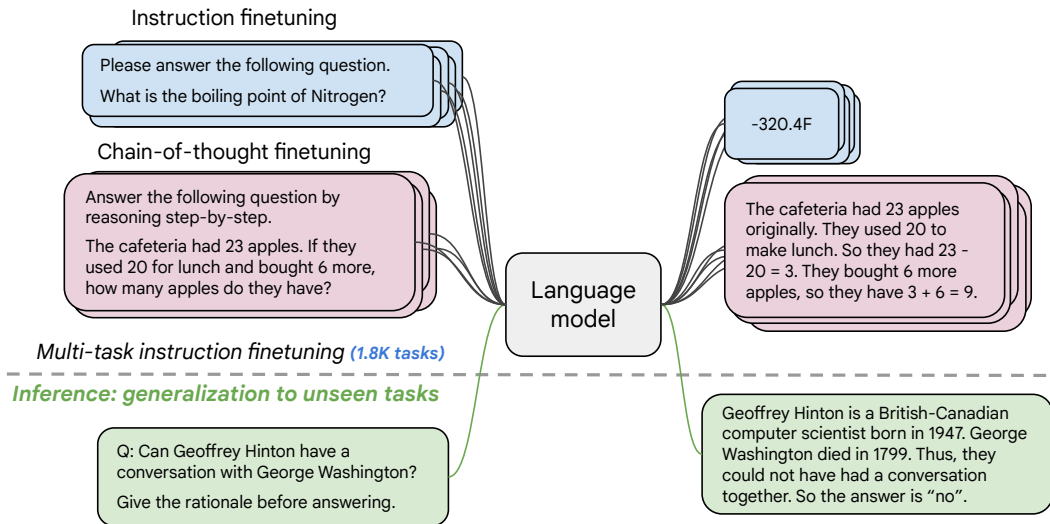 Instruction finetuning
Please answer the following question.
What is the boiling point of Nitrogen?
-320.4F
Chain-of-thought finetuning
Answer the following question by
reasoning step-by-step.
The cafeteria had 23 apples. If they
used 20 for lunch and bought 6 more,
how many apples do they have?
Language
model
The cafeteria had 23 apples
originally. They used 20 to
make lunch. So they had 23 -
20 = 3. They bought 6 more
apples, so they have 3 + 6 = 9.
Multi-task instruction finetuning (1.8K tasks)
Inference: generalization to unseen tasks
Q: Can Geoffrey Hinton have a
conversation with George Washington?
Give the rationale before answering.
Geoffrey Hinton is a British-Canadian
computer scientist born in 1947. George
Washington died in 1799. Thus, they
could not have had a conversation
together. So the answer is “no”.